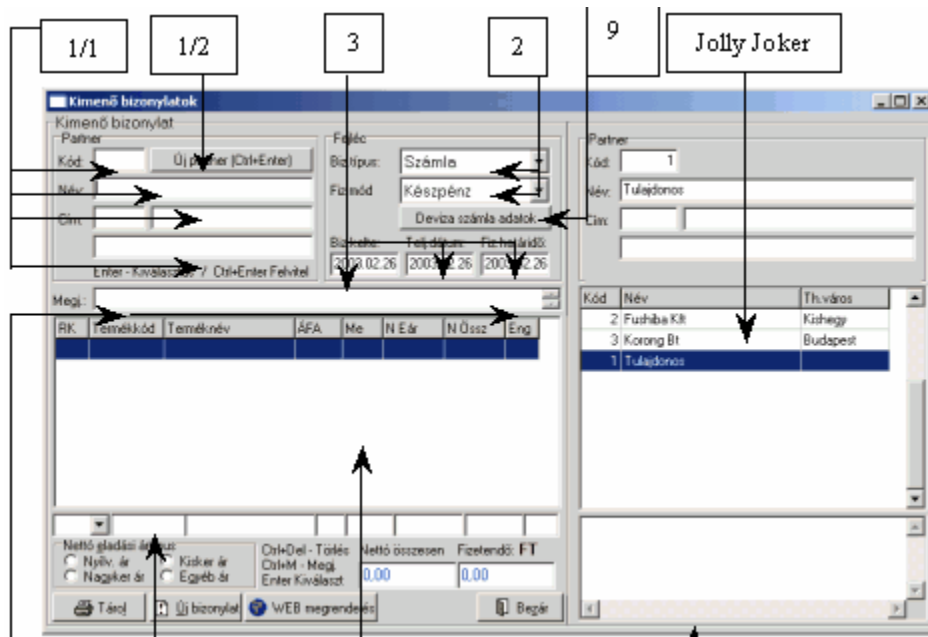 1/1
1/2
3
2
9
Jolly Joker
Kimenő bizonylatok
Kimenő bizonylat
Partner
Kód:
Új partner (Ctrl+Enter)
Név:
Cím:
Enter - Kiválasztás / Ctrl+Enter Felvitel
Fejléc
Biz.típus:
Számla
Fiz.mód
Készpénz
Deviza számla adatok
Biz.kelte:
Telj.dátum:
Fiz.határidő:
2003.02.26
2003.02.26
2003.02.26
Megj.:
RK
Termékkód
Terméknév
ÁFA
Me
N Eár
N Össz
Eng
Nettó eladási ártípus
Nyilv. ár
Kisker ár
Nagyker ár
Egyéb ár
Ctrl+Del - Törlés
Ctrl+M - Megj.
Enter Kiválaszt
Nettó összesen
Fizetendő: FT
0,00
0,00
Tárol
Új bizonylat
WEB megrendelés
Bezár
Partner
Kód:
1
Név:
Tulajdonos
Cím:
Kód
Név
Th.város
2
Fushiba Kft
Kishegy
3
Korong Bt
Budapest
1
Tulajdonos